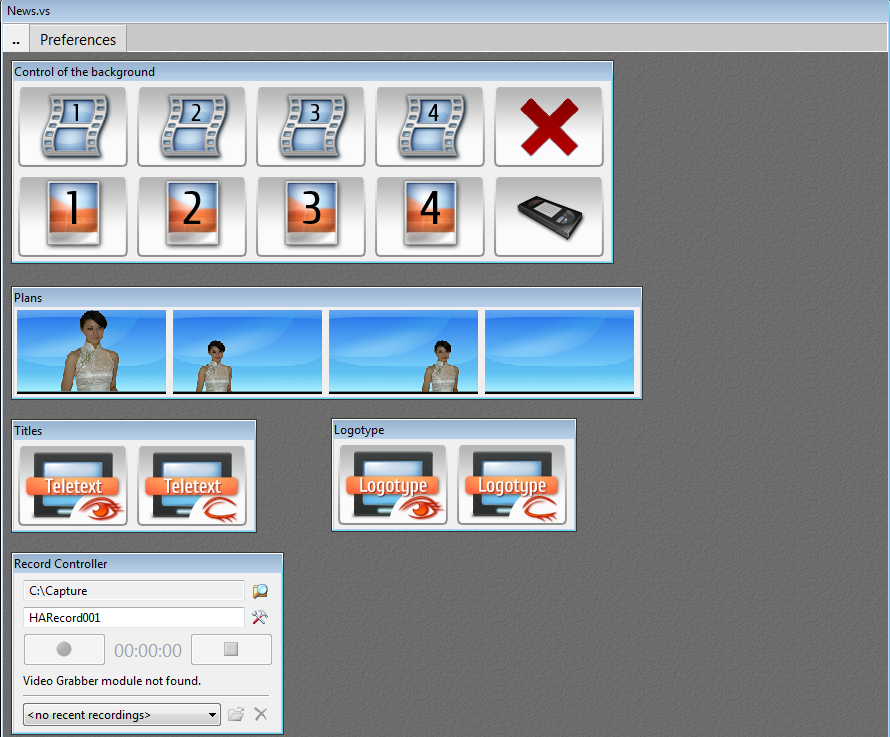 News.vs
.. Preferences
Control of the background
1 2 3 4
1 2 3 4
Plans
Titles
Teletext Teletext
Logotype
Logotype Logotype
Record Controller
C:\Capture
HARecord001
00:00:00
Video Grabber module not found.
<no recent recordings>